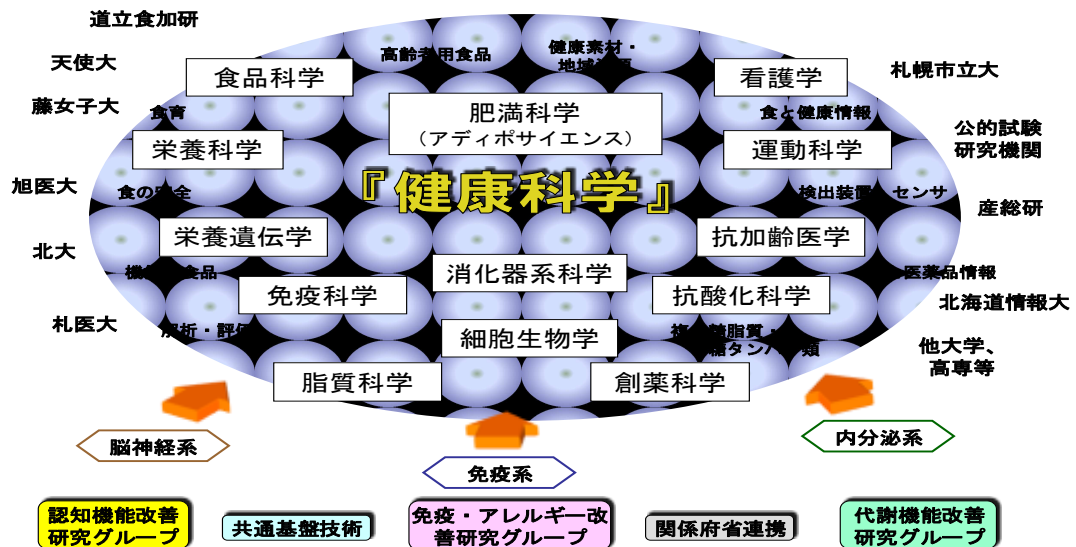 道立食加研
天使大
藤女子大
旭医大
北大
札医大
高齢者用食品
健康素材・
食品科学
看護学
札幌市立大
肥満科学
(アディポサイエンス)
食育
食と健康情報
公的試験
研究機関
栄養科学
運動科学
『健康科学』
食の安全
検出装置
センサ
産総研
栄養遺伝学
抗加齢医学
消化器系科学
医薬品情報
免疫科学
抗酸化科学
北海道情報大
細胞生物学
解析・評価
他大学、
高専等
脂質科学
創薬科学
脳神経系
免疫系
内分泌系
認知機能改善
研究グループ
共通基盤技術
免疫・アレルギー改
善研究グループ
関係府省連携
代謝機能改善
研究グループ